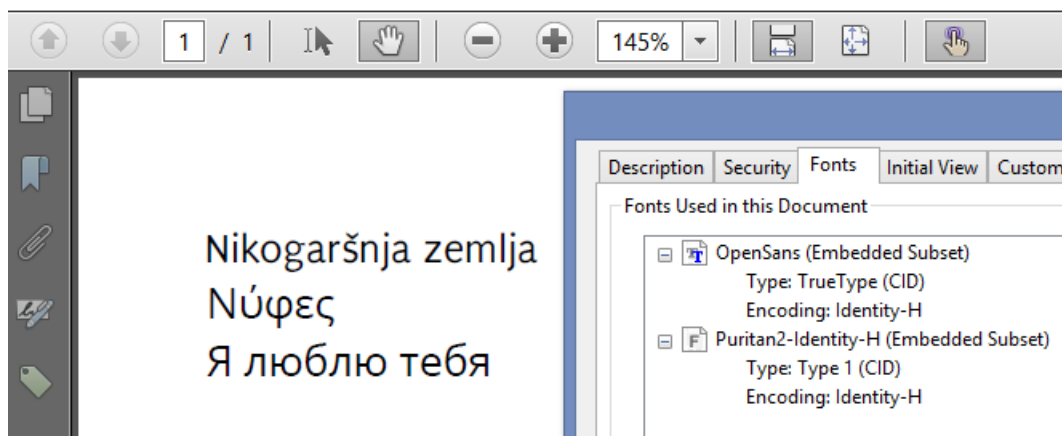 1 / 1 145%
Description Security Fonts Initial View Custom
Fonts Used in this Document
OpenSans (Embedded Subset)
Type: TrueType (CID)
Encoding: Identity-H
Puritan2-Identity-H (Embedded Subset)
Type: Type 1 (CID)
Encoding: Identity-H
Nikogaršnja zemlja
Νύφες
Я люблю тебя